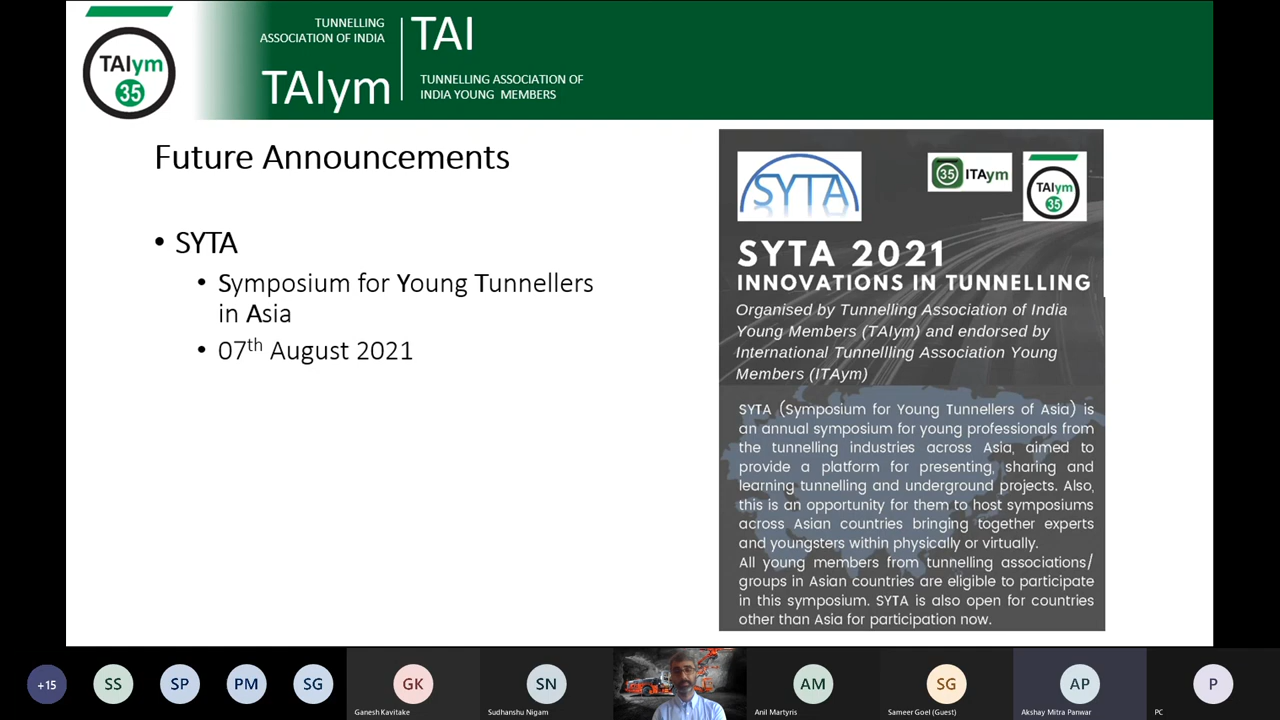 TAIym
35
TUNNELLING
ASSOCIATION OF INDIA
TAI
TAIym
TUNNELLING ASSOCIATION OF
INDIA YOUNG MEMBERS
Future Announcements
• SYTA
• Symposium for Young Tunnellers
in Asia
• 07th August 2021
SYTA
35 ITAym
TAIym
35
SYTA 2021
INNOVATIONS IN TUNNELLING
Organised by Tunnelling Association of India
Young Members (TAIym) and endorsed by
International Tunnellling Association Young
Members (ITAym)
SYTA (Symposium for Young Tunnellers of Asia) is
an annual symposium for young professionals from
the tunnelling industries across Asia, aimed to
provide a platform for presenting, sharing and
learning tunnelling and underground projects. Also,
this is an opportunity for them to host symposiums
across Asian countries bringing together experts
and youngsters within physically or virtually.
All young members from tunnelling associations/
groups in Asian countries are eligible to participate
in this symposium. SYTA is also open for countries
other than Asia for participation now.
+15
SS
SP
PM
SG
GK
Ganesh Kavitake
SN
Sudhanshu Nigam
AM
Anil Martyris
SG
Sameer Goel (Guest)
AP
Akshay Mitra Panwar
P
PC